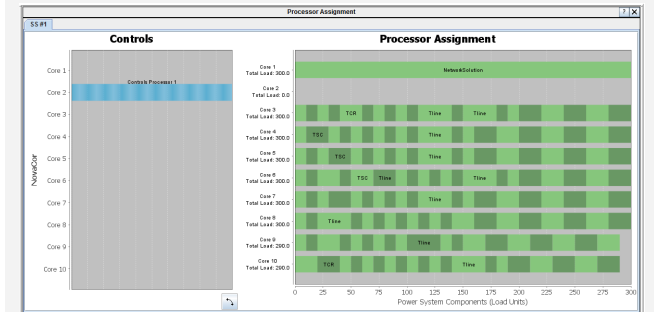 Processor Assignment
? X
SS #1
Controls
Processor Assignment
NovaCor
Core 1
Core 2
Controls Processor 1
Core 3
Core 4
Core 5
Core 6
Core 7
Core 8
Core 9
Core 10
Core 1
Total Load: 300.0
NetworkSolution
Core 2
Total Load: 0.0
Core 3
Total Load: 300.0
TCR Tline Tline
Core 4
Total Load: 300.0
TSC Tline
Core 5
Total Load: 300.0
TSC Tline
Core 6
Total Load: 300.0
TSC Tline Tline
Core 7
Total Load: 300.0
Tline
Core 8
Total Load: 300.0
Tline
Core 9
Total Load: 290.0
Tline
Core 10
Total Load: 290.0
TCR Tline
0 25 50 75 100 125 150 175 200 225 250 275 300
Power System Components (Load Units)